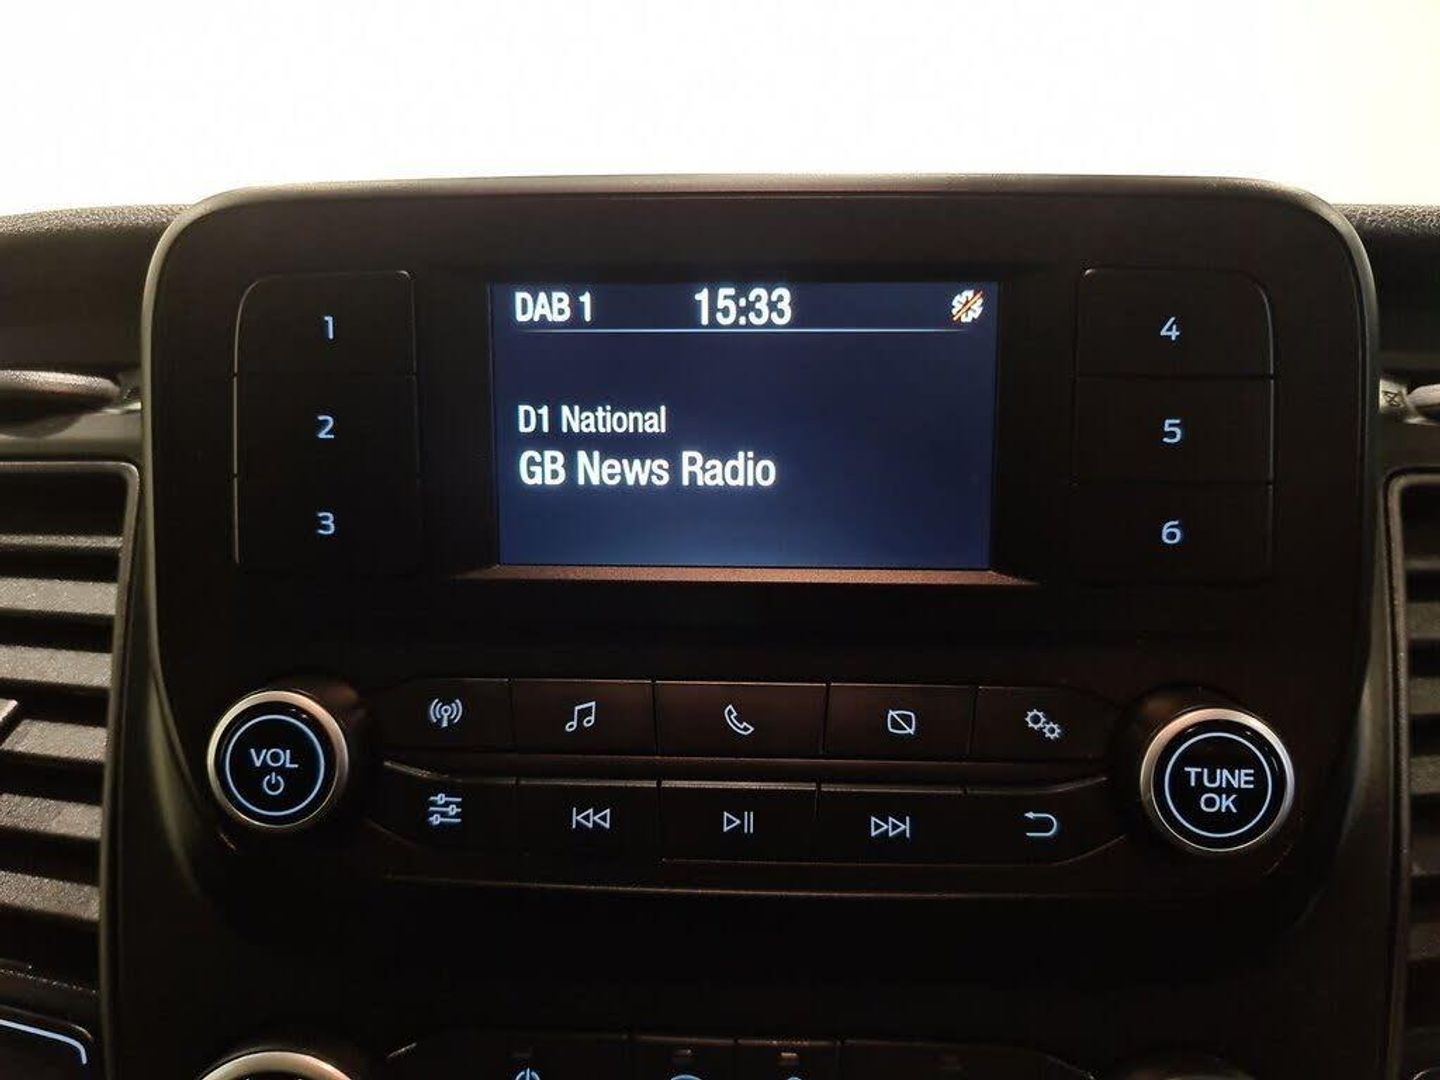 DAB 1 15:33
D1 National
GB News Radio
1
2
3
4
5
6
VOL
TUNE
OK